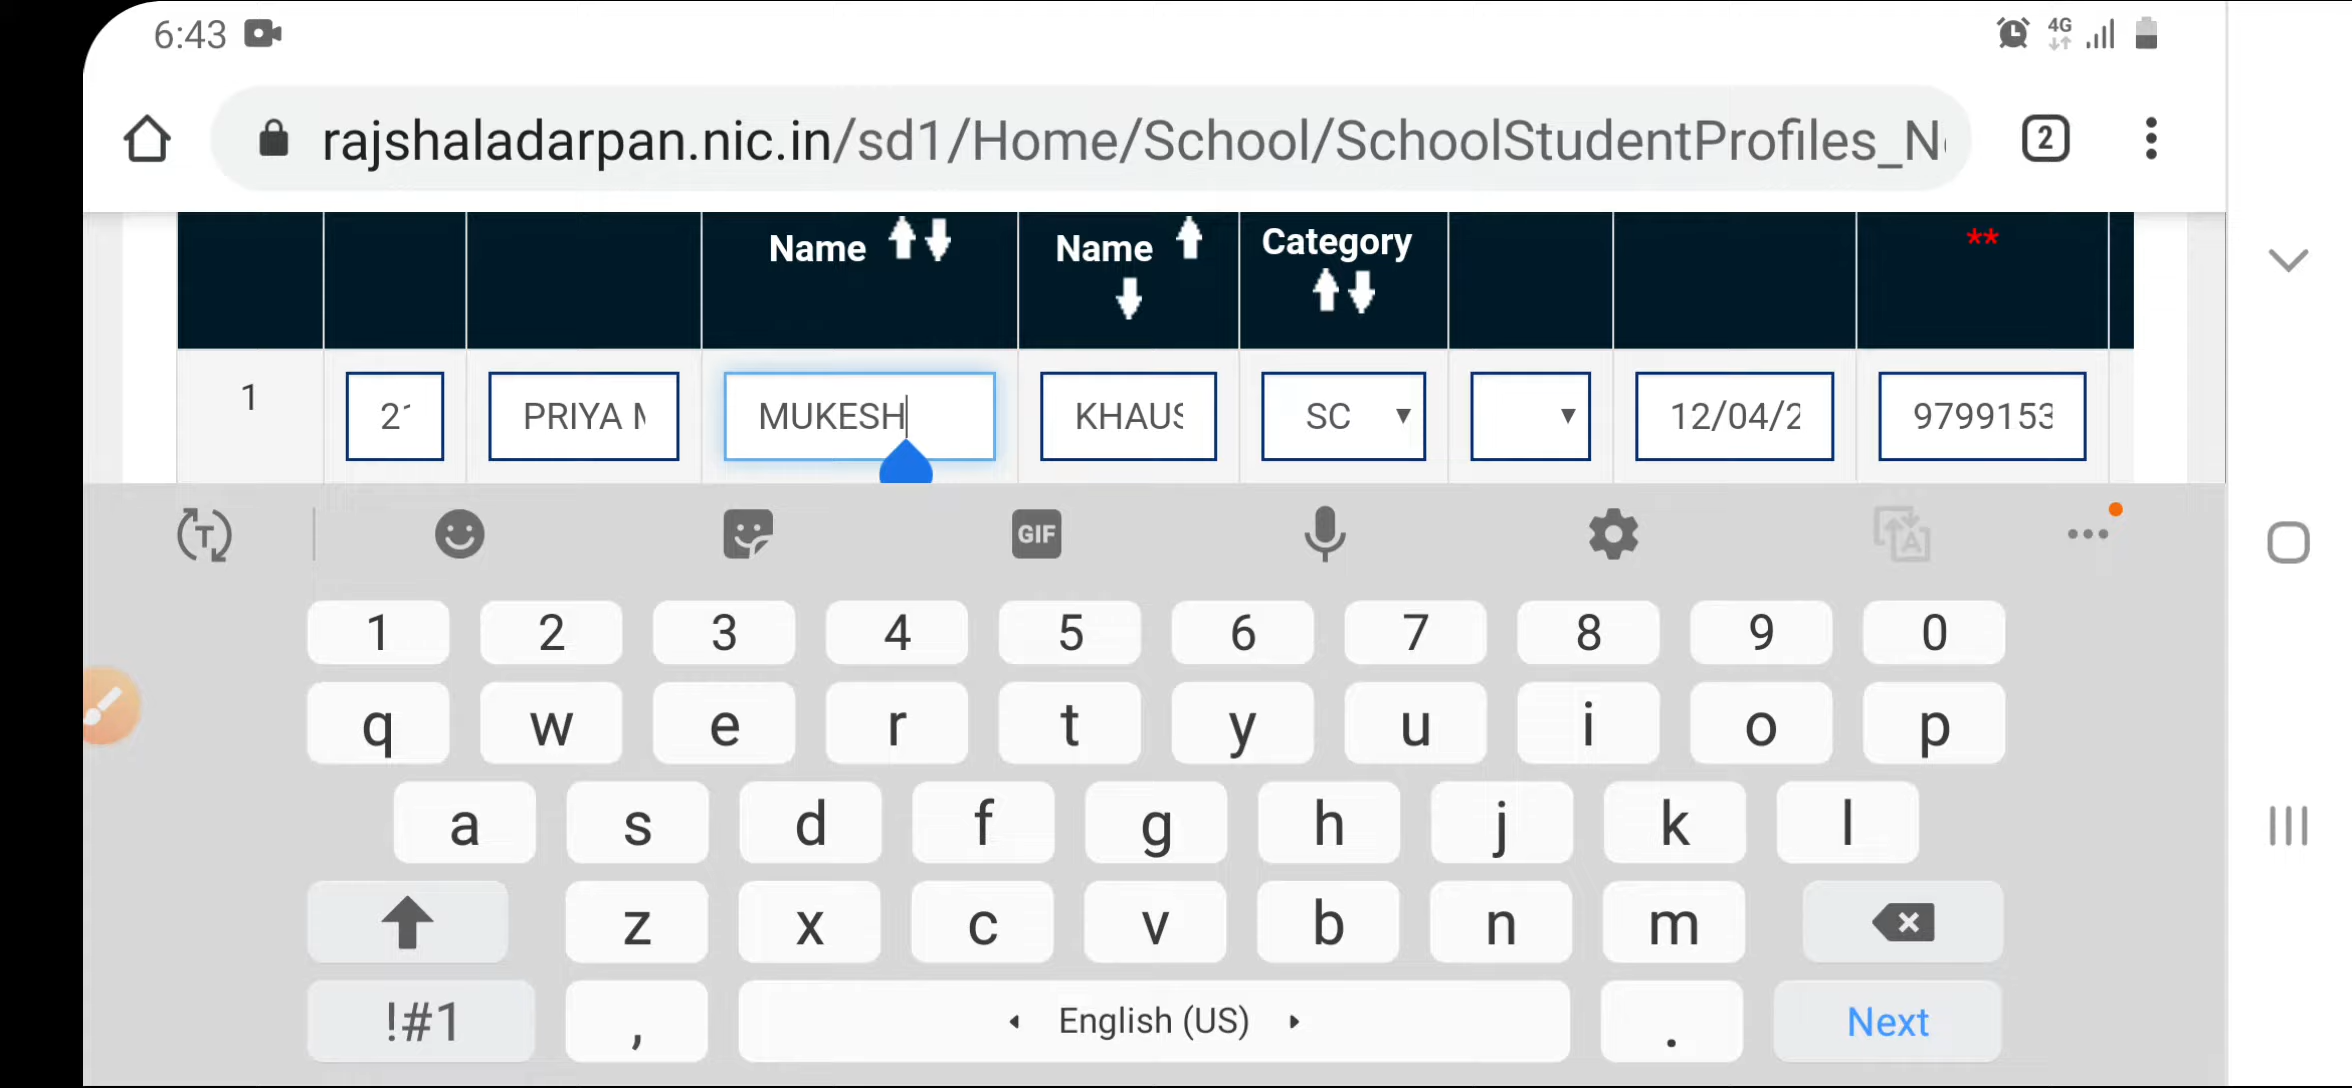 6:43
4G
rajshaladarpan.nic.in/sd1/Home/School/SchoolStudentProfiles_N
2
Name Name Category **
1 21 PRIYA MUKESH KHAUS SC 12/04/2 9799153
GIF
1 2 3 4 5 6 7 8 9 0
q w e r t y u i o p
a s d f g h j k l
z x c v b n m
!#1 , English (US) . Next